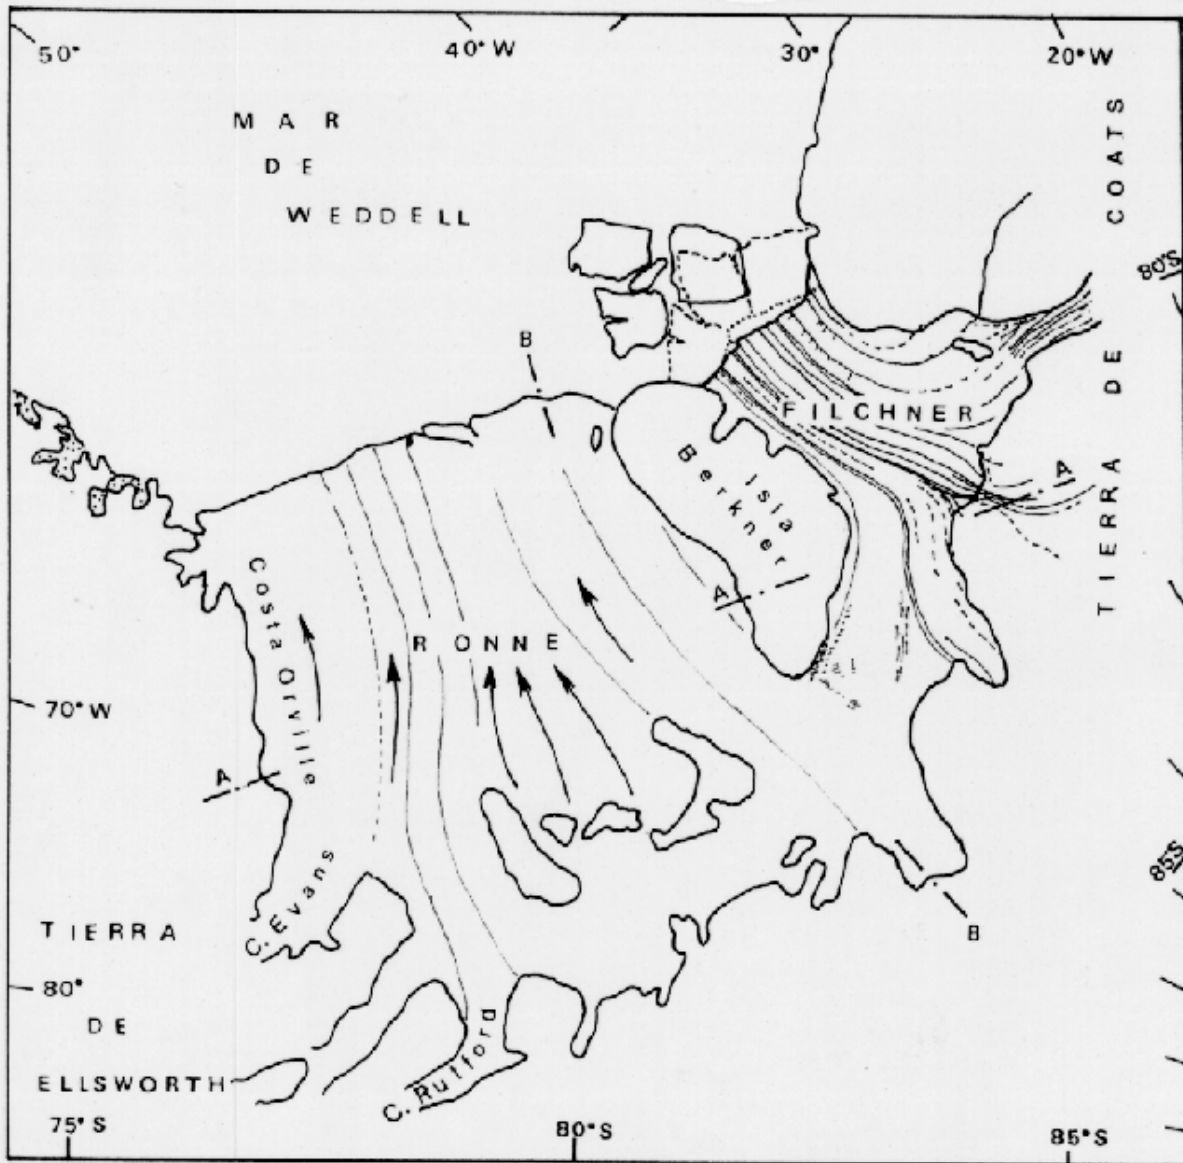 50°
40° W
30°
20° W
MAR
DE
WEDDELL
TIERRA DE COATS
80°S
B
FILCHNER
A
Isla
Berkner
A
Costa Orville
RONNE
70° W
A
85S
C. Evans
B
TIERRA
80°
DE
C. Rutford
ELLSWORTH
75°S
80°S
85°S